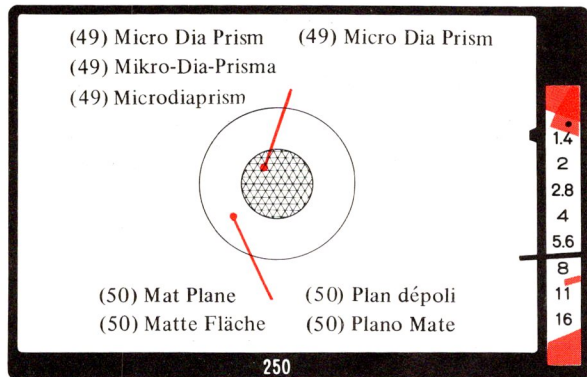 (49) Micro Dia Prism (49) Micro Dia Prism
(49) Mikro-Dia-Prisma
(49) Microdiaprism
(50) Mat Plane (50) Plan dépoli
(50) Matte Fläche (50) Plano Mate
1.4
2
2.8
4
5.6
8
11
16
250